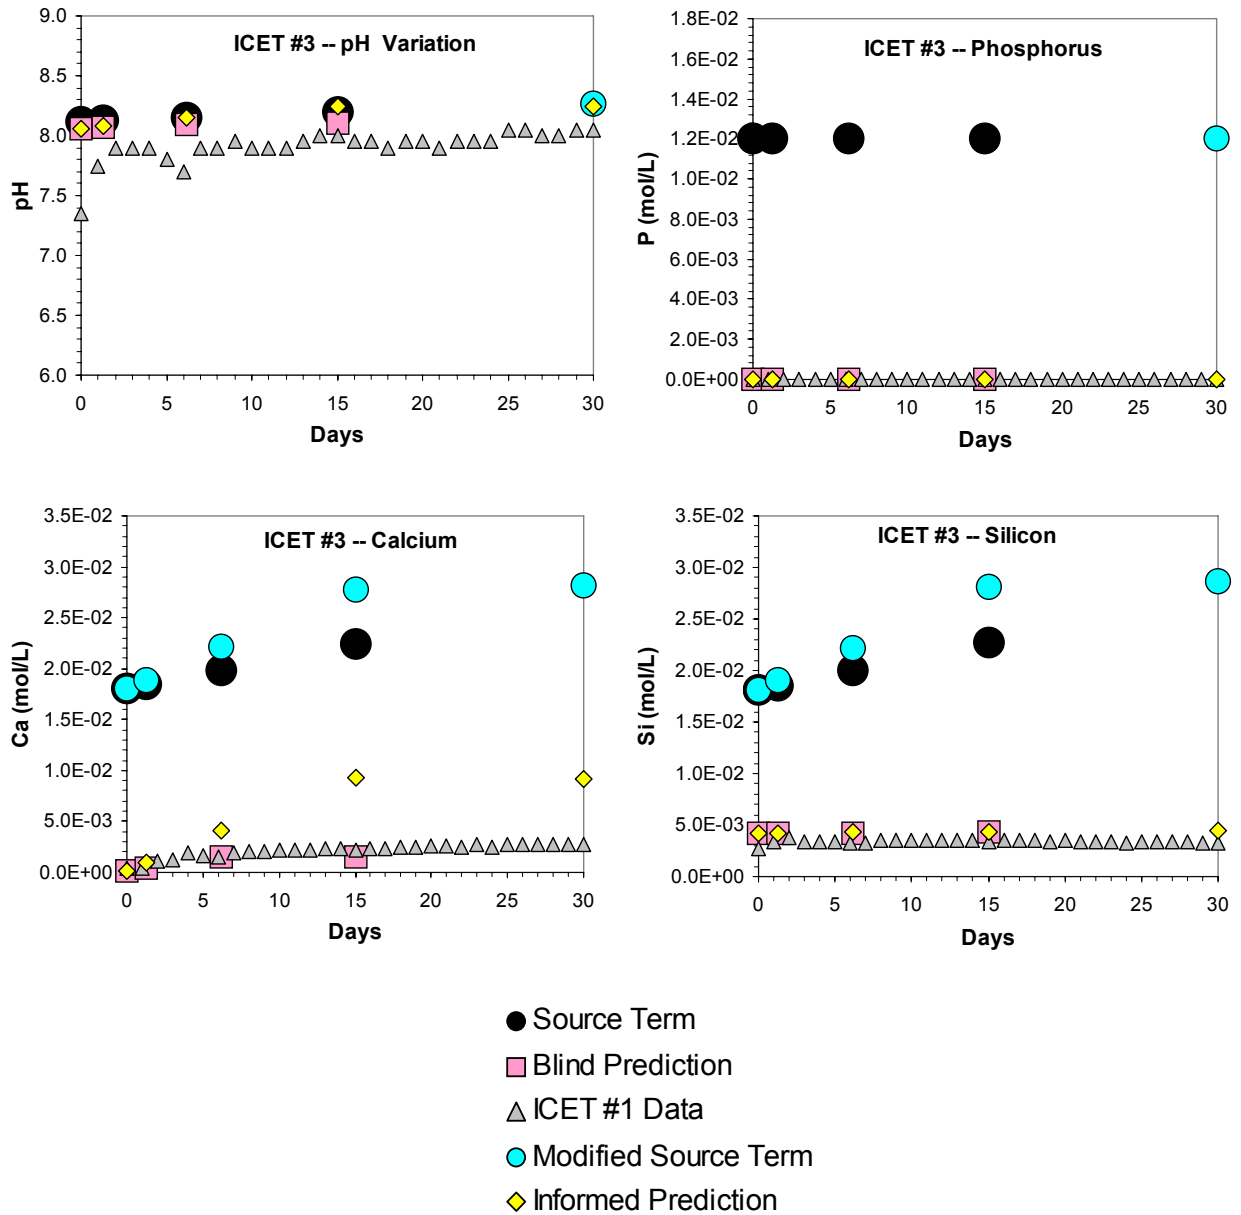 ICET #3 -- pH  Variation
9.0
8.5
8.0
7.5
7.0
6.5
6.0
pH
0 5 10 15 20 25 30
Days
ICET #3 -- Phosphorus
1.8E-02
1.6E-02
1.4E-02
1.2E-02
1.0E-02
8.0E-03
6.0E-03
4.0E-03
2.0E-03
0.0E+00
P (mol/L)
0 5 10 15 20 25 30
Days
ICET #3 -- Calcium
3.5E-02
3.0E-02
2.5E-02
2.0E-02
1.5E-02
1.0E-02
5.0E-03
0.0E+00
Ca (mol/L)
0 5 10 15 20 25 30
Days
ICET #3 -- Silicon
3.5E-02
3.0E-02
2.5E-02
2.0E-02
1.5E-02
1.0E-02
5.0E-03
0.0E+00
Si (mol/L)
0 5 10 15 20 25 30
Days
Source Term
Blind Prediction
ICET #1 Data
Modified Source Term
Informed Prediction